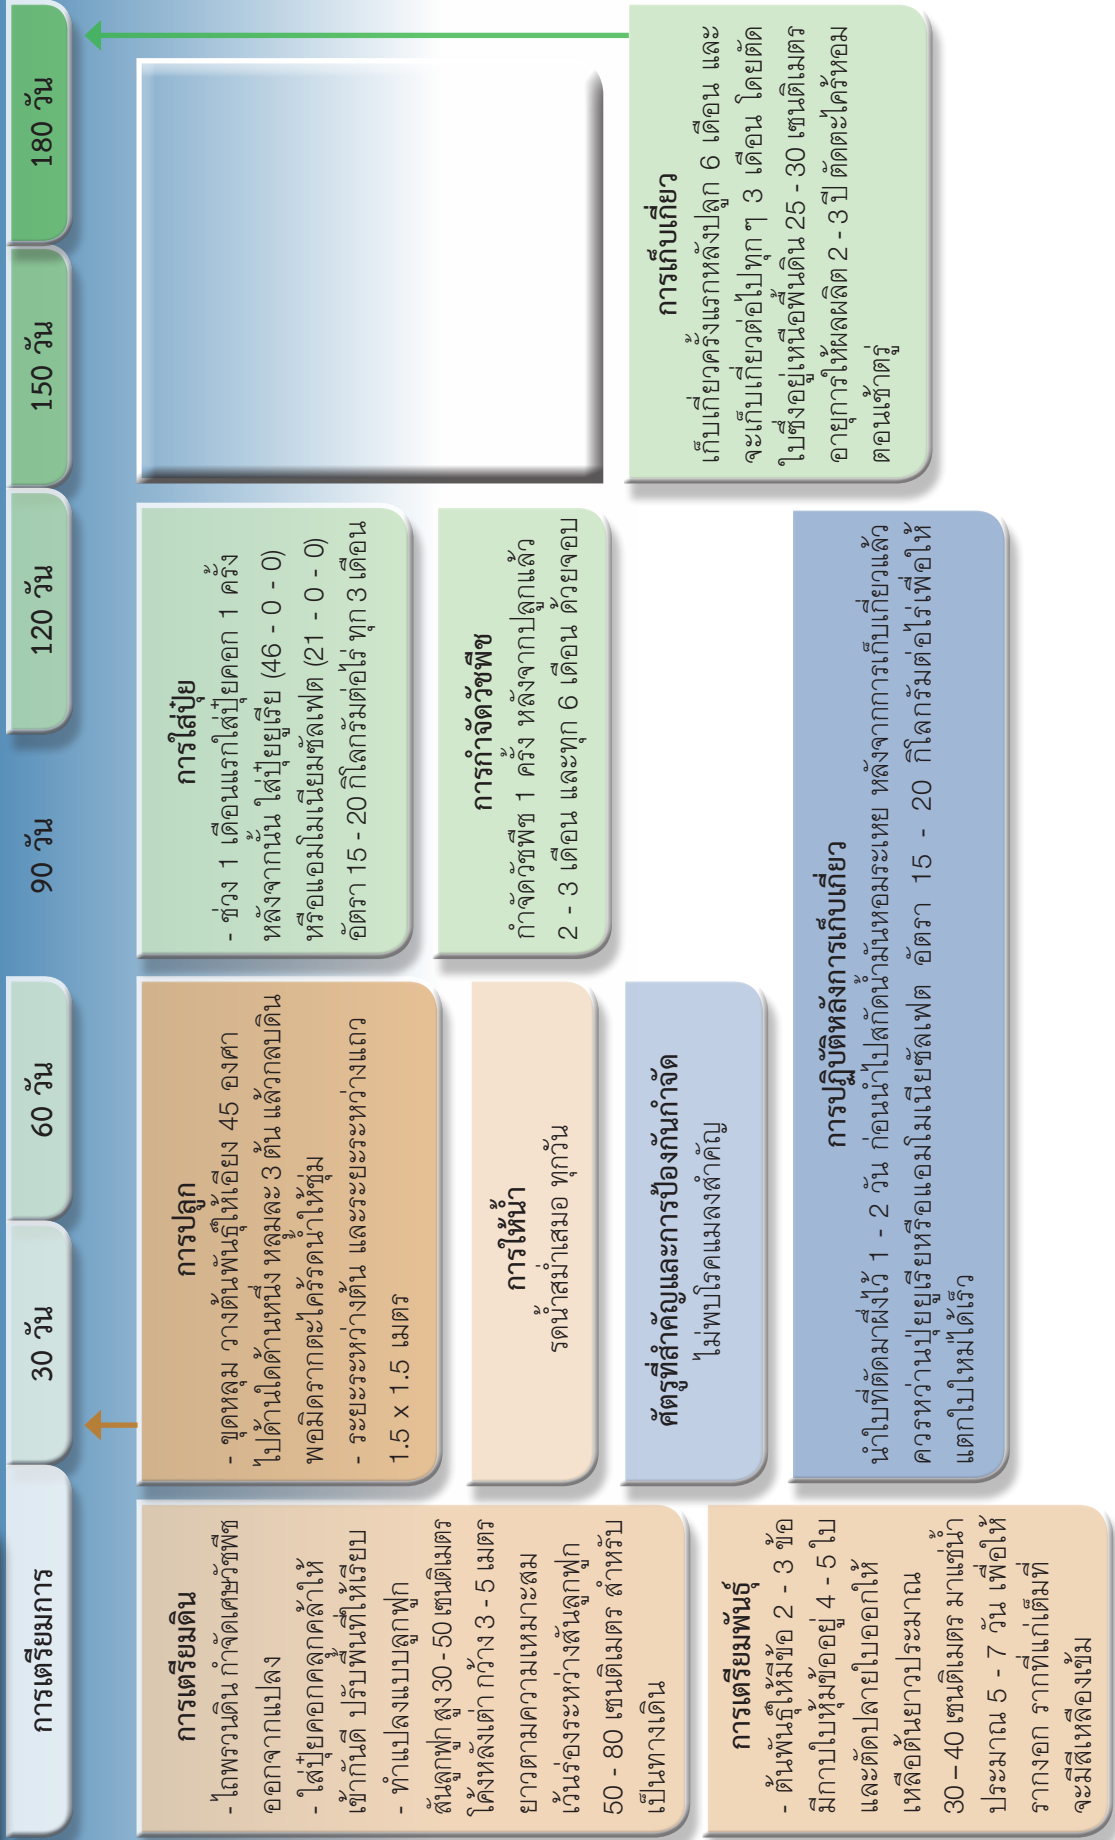 การเตรียมการ
30 วัน
60 วัน
90 วัน
120 วัน
150 วัน
180 วัน
การเตรียมดิน
- ไถพรวนดิน กำจัดเศษวัชพืช
ออกจากแปลง
- ใส่ปุ๋ยคอกคลุกคล้าให้
เข้ากันดี ปรับพื้นที่ให้เรียบ
- ทำแปลงแบบลูกฟูก
สันลูกฟูก สูง 30 - 50 เซนติเมตร
โค้งหลังเต่า กว้าง 3 - 5 เมตร
ยาวตามความเหมาะสม
เว้นร่องระหว่างสันลูกฟูก
50 - 80 เซนติเมตร สำหรับ
เป็นทางเดิน
การเตรียมพันธุ์
- ต้นพันธุ์ให้มีข้อ 2 - 3 ข้อ
มีกาบใบหุ้มข้ออยู่ 4 - 5 ใบ
และตัดปลายใบออกให้
เหลือต้นยาวประมาณ
30 – 40 เซนติเมตร มาแช่น้ำ
ประมาณ 5 - 7 วัน เพื่อให้
รากงอก รากที่แก่เต็มที่
จะมีสีเหลืองเข้ม
การปลูก
- ขุดหลุม วางต้นพันธุ์ให้เอียง 45 องศา
ไปด้านใดด้านหนึ่ง หลุมละ 3 ต้น แล้วกลบดิน
พอมิดรากตะไคร้รดน้ำให้ชุ่ม
- ระยะระหว่างต้น และระยะระหว่างแถว
1.5 x 1.5 เมตร
การให้น้ำ
รดน้ำสม่ำเสมอ ทุกวัน
ศัตรูที่สำคัญและการป้องกันกำจัด
ไม่พบโรคแมลงสำคัญ
การใส่ปุ๋ย
- ช่วง 1 เดือนแรกใส่ปุ๋ยคอก 1 ครั้ง
หลังจากนั้น ใส่ปุ๋ยยูเรีย (46 - 0 - 0)
หรือแอมโมเนียมซัลเฟต (21 - 0 - 0)
อัตรา 15 - 20 กิโลกรัมต่อไร่ ทุก 3 เดือน
การกำจัดวัชพืช
กำจัดวัชพืช 1 ครั้ง หลังจากปลูกแล้ว
2 - 3 เดือน และทุก 6 เดือน ด้วยจอบ
การปฏิบัติหลังการเก็บเกี่ยว
นำใบที่ตัดมาผึ่งไว้ 1 - 2 วัน ก่อนนำไปสกัดน้ำมันหอมระเหย หลังจากการเก็บเกี่ยวแล้ว
ควรหว่านปุ่ยยูเรียหรือแอมโมเนียซัลเฟต อัตรา 15 - 20 กิโลกรัมต่อไร่เพื่อให้
แตกใบใหม่ได้เร็ว
การเก็บเกี่ยว
เก็บเกี่ยวครั้งแรกหลังปลูก 6 เดือน และ
จะเก็บเกี่ยวต่อไปทุก ๆ 3 เดือน โดยตัด
ใบซึ่งอยู่เหนือพื้นดิน 25 - 30 เซนติเมตร
อายุการให้ผลผลิต 2 - 3 ปี ตัดตะไคร้หอม
ตอนเช้าตรู่